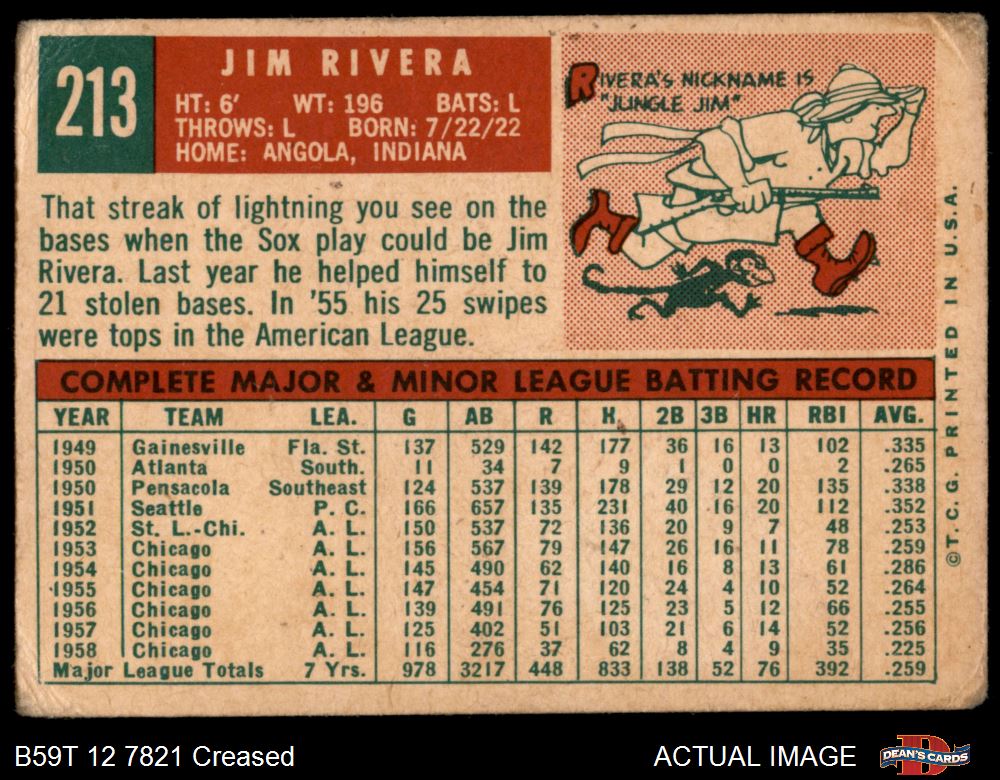 213
JIM RIVERA
HT: 6' WT: 196 BATS: L
THROWS: L BORN: 7/22/22
HOME: ANGOLA, INDIANA
RIVERA'S NICKNAME IS
"JUNGLE JIM"
That streak of lightning you see on the
bases when the Sox play could be Jim
Rivera. Last year he helped himself to
21 stolen bases. In '55 his 25 swipes
were tops in the American League.
COMPLETE MAJOR & MINOR LEAGUE BATTING RECORD
YEAR TEAM LEA. G AB R H 2B 3B HR RBI AVG.
1949 Gainesville Fla. St. 137 529 142 177 36 16 13 102 .335
1950 Atlanta South. 11 34 7 9 1 0 0 2 .265
1950 Pensacola Southeast 124 537 139 178 29 12 20 135 .338
1951 Seattle P. C. 166 657 135 231 40 16 20 112 .352
1952 St. L.-Chi. A. L. 150 537 72 136 20 9 7 48 .253
1953 Chicago A. L. 156 567 79 147 26 16 11 78 .259
1954 Chicago A. L. 145 490 62 140 16 8 13 61 .286
1955 Chicago A. L. 147 454 71 120 24 4 10 52 .264
1956 Chicago A. L. 139 491 76 125 23 5 12 66 .255
1957 Chicago A. L. 125 402 51 103 21 6 14 52 .256
1958 Chicago A. L. 116 276 37 62 8 4 9 35 .225
Major League Totals 7 Yrs. 978 3217 448 833 138 52 76 392 .259
© T. C. G. PRINTED IN U.S.A.
B59T 12 7821 Creased
ACTUAL IMAGE
DEAN'S CARDS